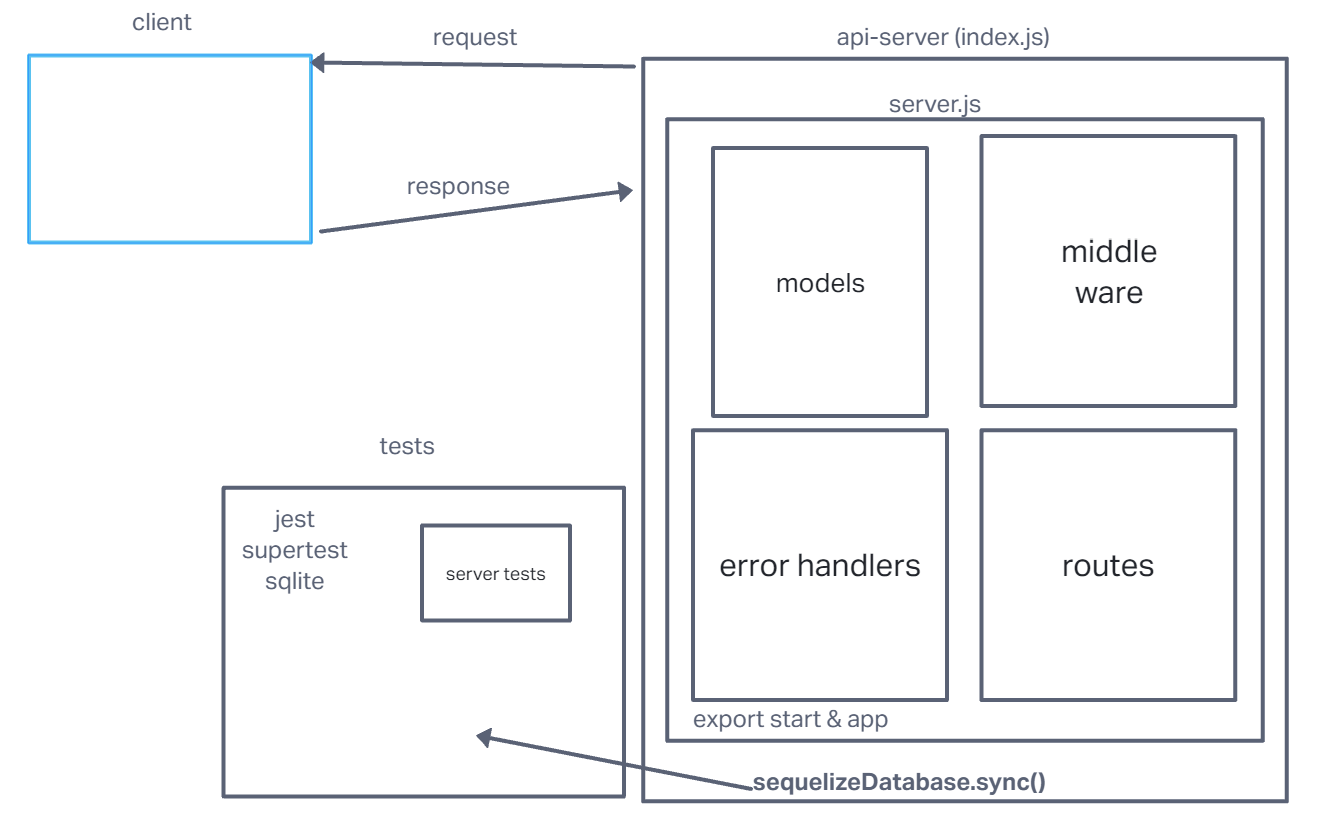 client
request
response
api-server (index.js)
server.js
models
middle
ware
error handlers
routes
export start & app
sequelizeDatabase.sync()
tests
jest
supertest
sqlite
server tests